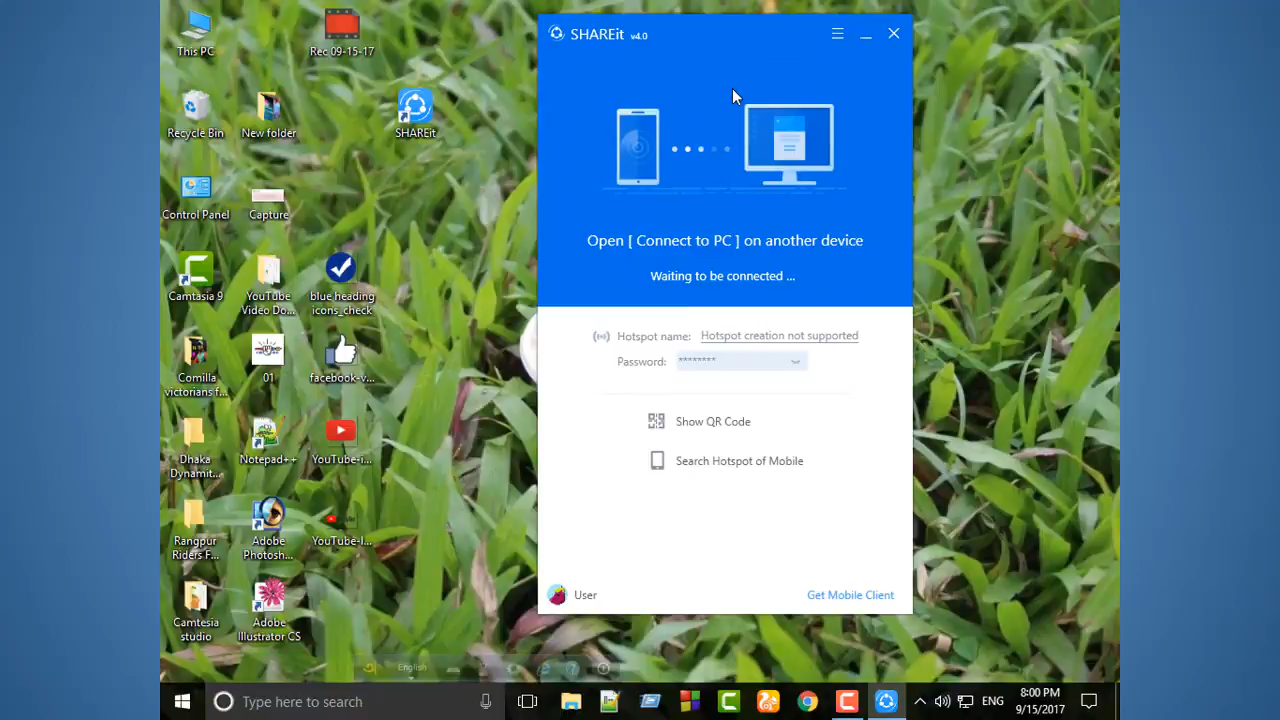 This PC
Rec 09-15-17
Recycle Bin
New folder
SHAREit
Control Panel
Capture
Camtasia 9
YouTube
Video Do...
blue heading
icons_check
Comilla
victorians f...
01
facebook-v...
Dhaka
Dynamit...
Notepad++
YouTube-i...
Rangpur
Riders F...
Adobe
Photosh...
YouTube-l...
Camtesia
studio
Adobe
Illustrator CS
SHAREit v4.0
Open [ Connect to PC ] on another device
Waiting to be connected ...
Hotspot name: Hotspot creation not supported
Password: ********
Show QR Code
Search Hotspot of Mobile
User
Get Mobile Client
English
Type here to search
ENG
8:00 PM
9/15/2017